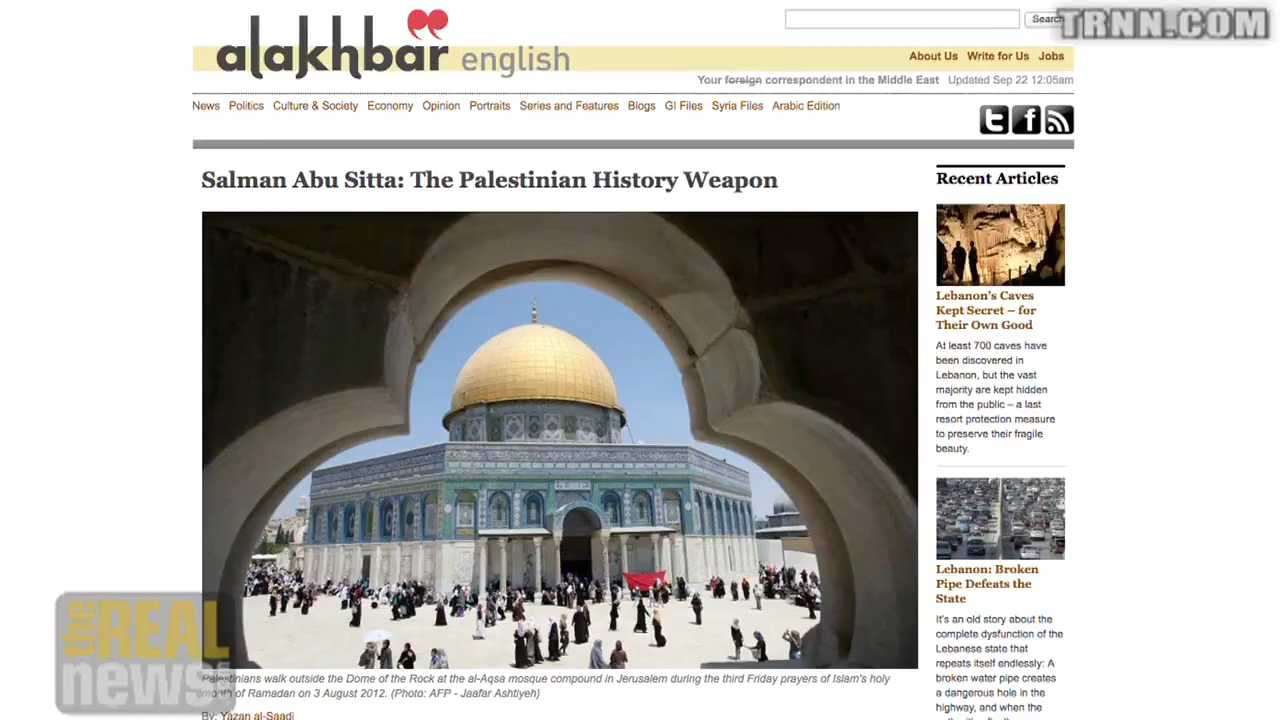 TRNN.COM
alakhbar english
Search
About Us Write for Us Jobs
Your foreign correspondent in the Middle East Updated Sep 22 12:05am
News Politics Culture & Society Economy Opinion Portraits Series and Features Blogs GI Files Syria Files Arabic Edition
Salman Abu Sitta: The Palestinian History Weapon
Palestinians walk outside the Dome of the Rock at the al-Aqsa mosque compound in Jerusalem during the third Friday prayers of Islam's holy
month of Ramadan on 3 August 2012. (Photo: AFP - Jaafar Ashtiyeh)
By: Yazan al-Saadi
Recent Articles
Lebanon's Caves
Kept Secret – for
Their Own Good
At least 700 caves have
been discovered in
Lebanon, but the vast
majority are kept hidden
from the public – a last
resort protection measure
to preserve their fragile
beauty.
Lebanon: Broken
Pipe Defeats the
State
It's an old story about the
complete dysfunction of the
Lebanese state that
repeats itself endlessly: A
broken water pipe creates
a dangerous hole in the
highway, and when the
the REAL
news